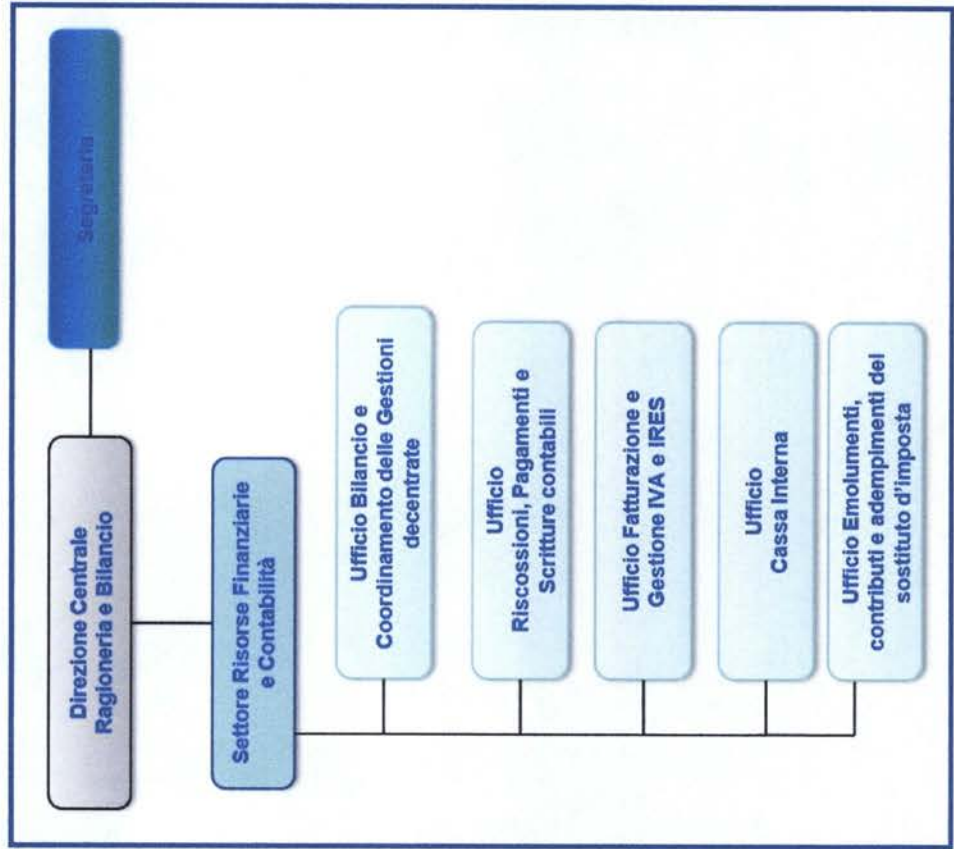 Direzione Centrale
Ragioneria e Bilancio
Segreteria
Settore Risorse Finanziarie
e Contabilità
Ufficio Bilancio e
Coordinamento delle Gestioni
decentrate
Ufficio
Riscossioni, Pagamenti e
Scritture contabili
Ufficio Fatturazione e
Gestione IVA e IRES
Ufficio
Cassa Interna
Ufficio Emolumenti,
contributi e adempimenti del
sostituto d'imposta